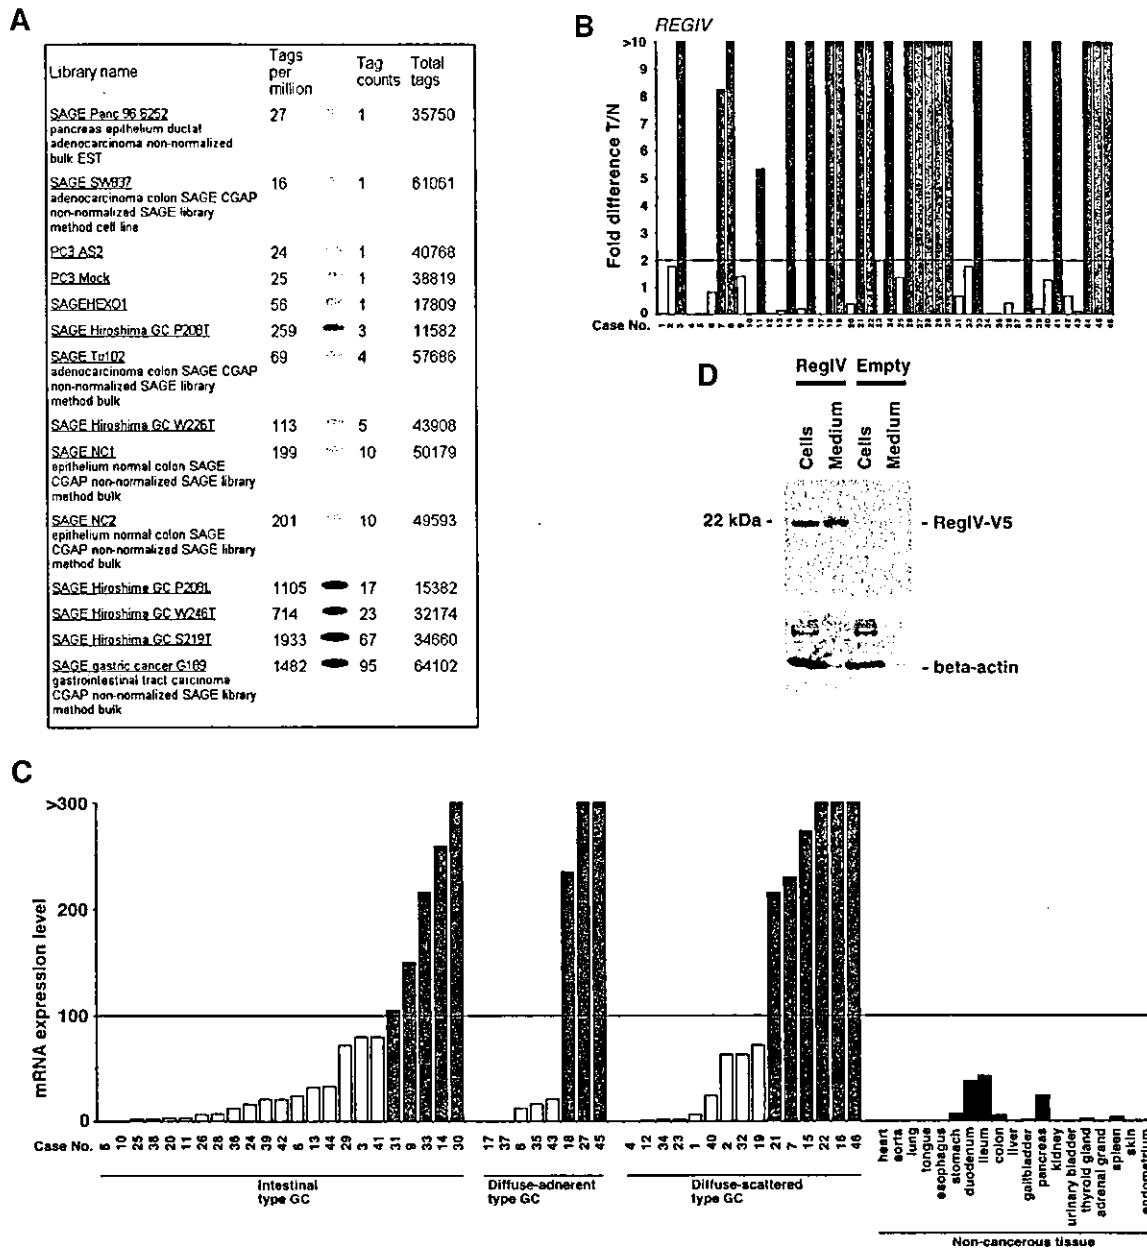 A
Library name
Tags per million
Tag counts
Total tags
SAGE Panc 96 6252 27 1 35750
pancreas epithelium ductal
adenocarcinoma non-normalized
bulk EST
SAGE SW837 16 1 61061
adenocarcinoma colon SAGE CGAP
non-normalized SAGE library
method cell line
PC3 AS2 24 1 40768
PC3 Mock 25 1 38819
SAGEHEXO1 56 1 17809
SAGE Hiroshima GC P208T 259 3 11582
SAGE Tu102 69 4 57686
adenocarcinoma colon SAGE CGAP
non-normalized SAGE library
method bulk
SAGE Hiroshima GC W226T 113 5 43908
SAGE NC1 199 10 50179
epithelium normal colon SAGE
CGAP non-normalized SAGE library
method bulk
SAGE NC2 201 10 49593
epithelium normal colon SAGE
CGAP non-normalized SAGE library
method bulk
SAGE Hiroshima GC P208L 1105 17 15382
SAGE Hiroshima GC W246T 714 23 32174
SAGE Hiroshima GC S219T 1933 67 34660
SAGE gastric cancer G189 1482 95 64102
gastrointestinal tract carcinoma
CGAP non-normalized SAGE library
method bulk
B
REGIV
Fold difference T/N
>10
9
8
7
6
5
4
3
2
1
0
Case No.
D
RegIV Empty
Cells Medium Cells Medium
22 kDa - - RegIV-V5
- beta-actin
C
mRNA expression level
>300
200
100
0
Case No. 10 25 38 20 11 26 28 36 24 39 42 6 13 44 29 3 41 31 9 33 14 30 17 37 8 35 43 18 27 45 4 12 34 23 1 40 2 32 19 21 7 15 22 16 46
Intestinal type GC
Diffuse-adherent type GC
Diffuse-scattered type GC
heart
aorta
lung
tongue
esophagus
stomach
duodenum
ileum
colon
liver
gallbladder
pancreas
kidney
urinary bladder
thyroid gland
adrenal grand
spleen
skin
endometrium
Non-cancerous tissue